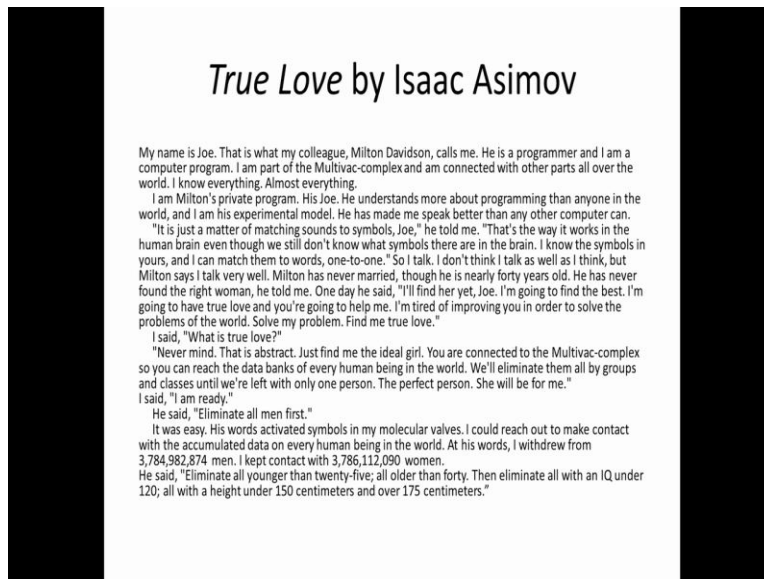 True Love by Isaac Asimov
My name is Joe. That is what my colleague, Milton Davidson, calls me. He is a programmer and I am a
computer program. I am part of the Multivac-complex and am connected with other parts all over the
world. I know everything. Almost everything.
I am Milton's private program. His Joe. He understands more about programming than anyone in the
world, and I am his experimental model. He has made me speak better than any other computer can.
"It is just a matter of matching sounds to symbols, Joe," he told me. "That's the way it works in the
human brain even though we still don't know what symbols there are in the brain. I know the symbols in
yours, and I can match them to words, one-to-one." So I talk. I don't think I talk as well as I think, but
Milton says I talk very well. Milton has never married, though he is nearly forty years old. He has never
found the right woman, he told me. One day he said, "I'll find her yet, Joe. I'm going to find the best. I'm
going to have true love and you're going to help me. I'm tired of improving you in order to solve the
problems of the world. Solve my problem. Find me true love."
I said, "What is true love?"
"Never mind. That is abstract. Just find me the ideal girl. You are connected to the Multivac-complex
so you can reach the data banks of every human being in the world. We'll eliminate them all by groups
and classes until we're left with only one person. The perfect person. She will be for me."
I said, "I am ready."
He said, "Eliminate all men first."
It was easy. His words activated symbols in my molecular valves. I could reach out to make contact
with the accumulated data on every human being in the world. At his words, I withdrew from
3,784,982,874 men. I kept contact with 3,786,112,090 women.
He said, "Eliminate all younger than twenty-five; all older than forty. Then eliminate all with an IQ under
120; all with a height under 150 centimeters and over 175 centimeters."